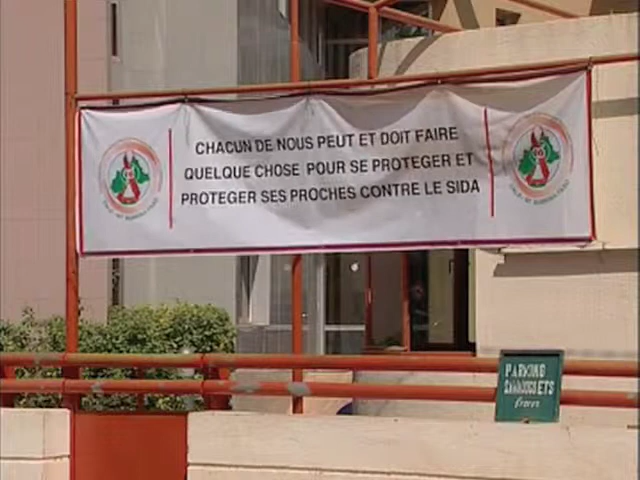 CHACUN DE NOUS PEUT ET DOIT FAIRE
QUELQUE CHOSE POUR SE PROTEGER ET
PROTEGER SES PROCHES CONTRE LE SIDA
PARKING